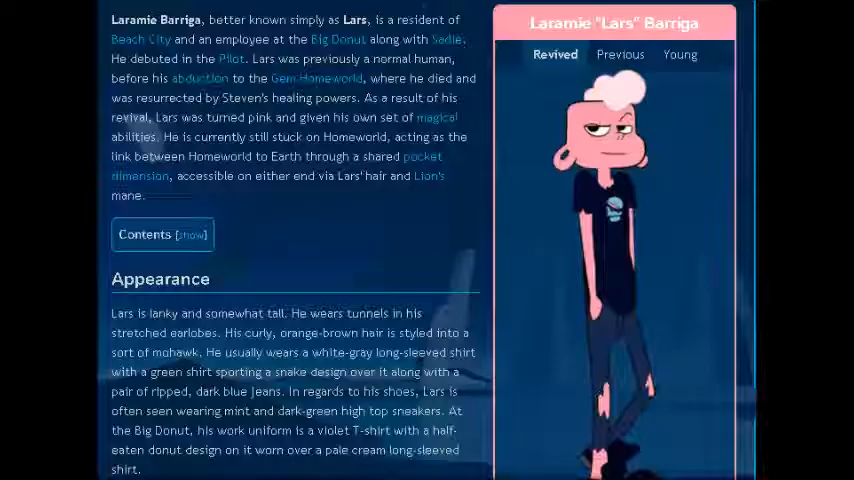 Laramie Barriga, better known simply as Lars, is a resident of
Beach City and an employee at the Big Donut along with Sadie.
He debuted in the Pilot. Lars was previously a normal human,
before his abduction to the Gem Homeworld, where he died and
was resurrected by Steven's healing powers. As a result of his
revival, Lars was turned pink and given his own set of magical
abilities. He is currently still stuck on Homeworld, acting as the
link between Homeworld to Earth through a shared pocket
dimension, accessible on either end via Lars' hair and Lion's
mane.
Contents [show]
Appearance
Lars is lanky and somewhat tall. He wears tunnels in his
stretched earlobes. His curly, orange-brown hair is styled into a
sort of mohawk. He usually wears a white-gray long-sleeved shirt
with a green shirt sporting a snake design over it along with a
pair of ripped, dark blue jeans. In regards to his shoes, Lars is
often seen wearing mint and dark-green high top sneakers. At
the Big Donut, his work uniform is a violet T-shirt with a half-
eaten donut design on it worn over a pale cream long-sleeved
shirt.
Laramie "Lars" Barriga
Revived Previous Young